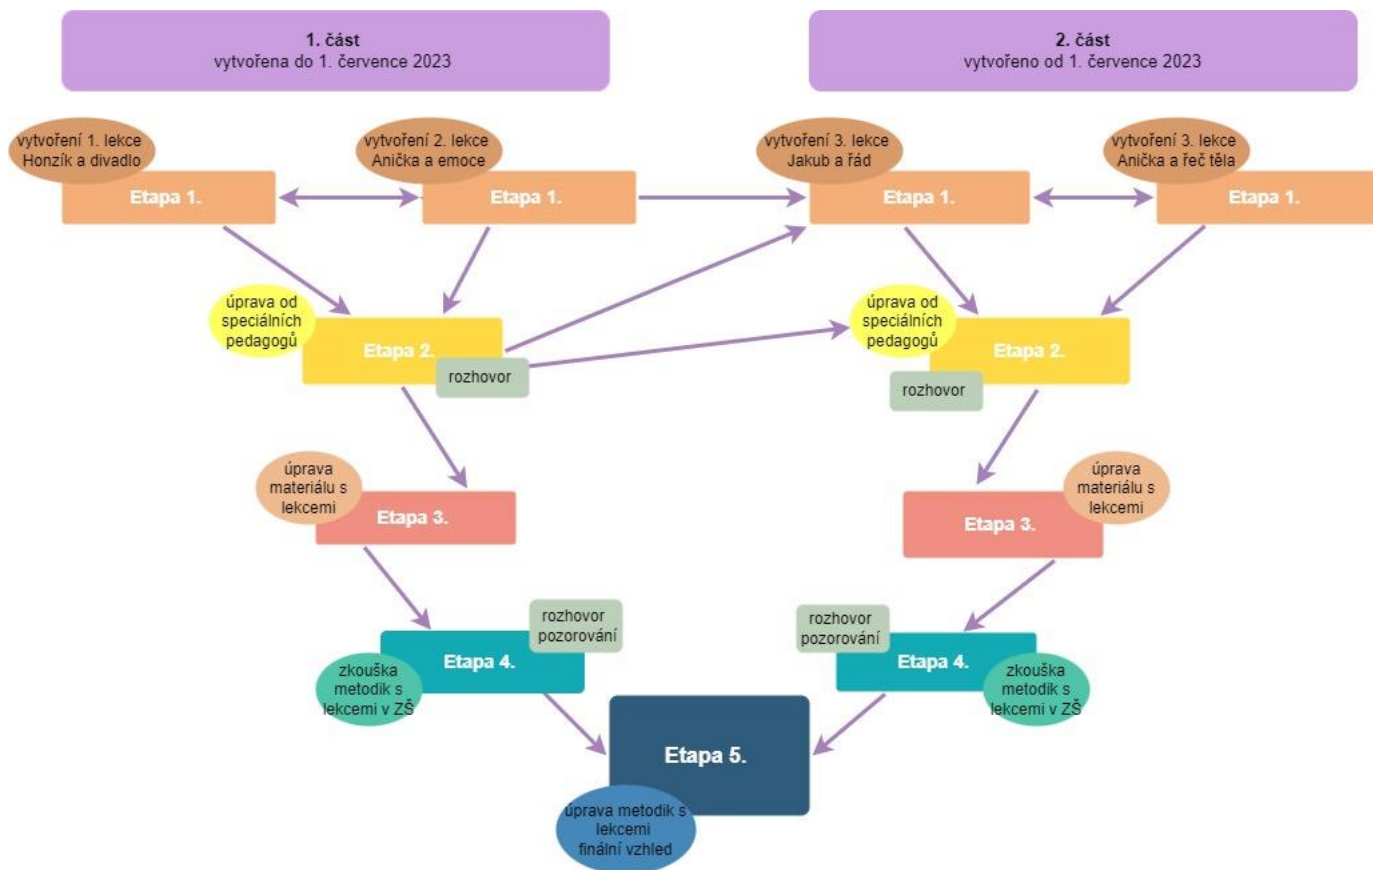 1. část
vytvořena do 1. července 2023
2. část
vytvořeno od 1. července 2023
vytvoření 1. lekce
Honzík a divadlo
vytvoření 2. lekce
Anička a emoce
vytvoření 3. lekce
Jakub a řád
vytvoření 3. lekce
Anička a řeč těla
Etapa 1.
Etapa 1.
Etapa 1.
Etapa 1.
úprava od
speciálních
pedagogů
Etapa 2.
rozhovor
úprava od
speciálních
pedagogů
Etapa 2.
rozhovor
úprava
materiálu s
lekcemi
Etapa 3.
úprava
materiálu s
lekcemi
Etapa 3.
rozhovor
pozorování
Etapa 4.
zkouška
metodik s
lekcemi v ZŠ
rozhovor
pozorování
Etapa 4.
zkouška
metodik s
lekcemi v ZŠ
Etapa 5.
úprava metodik s
lekcemi
finální vzhled